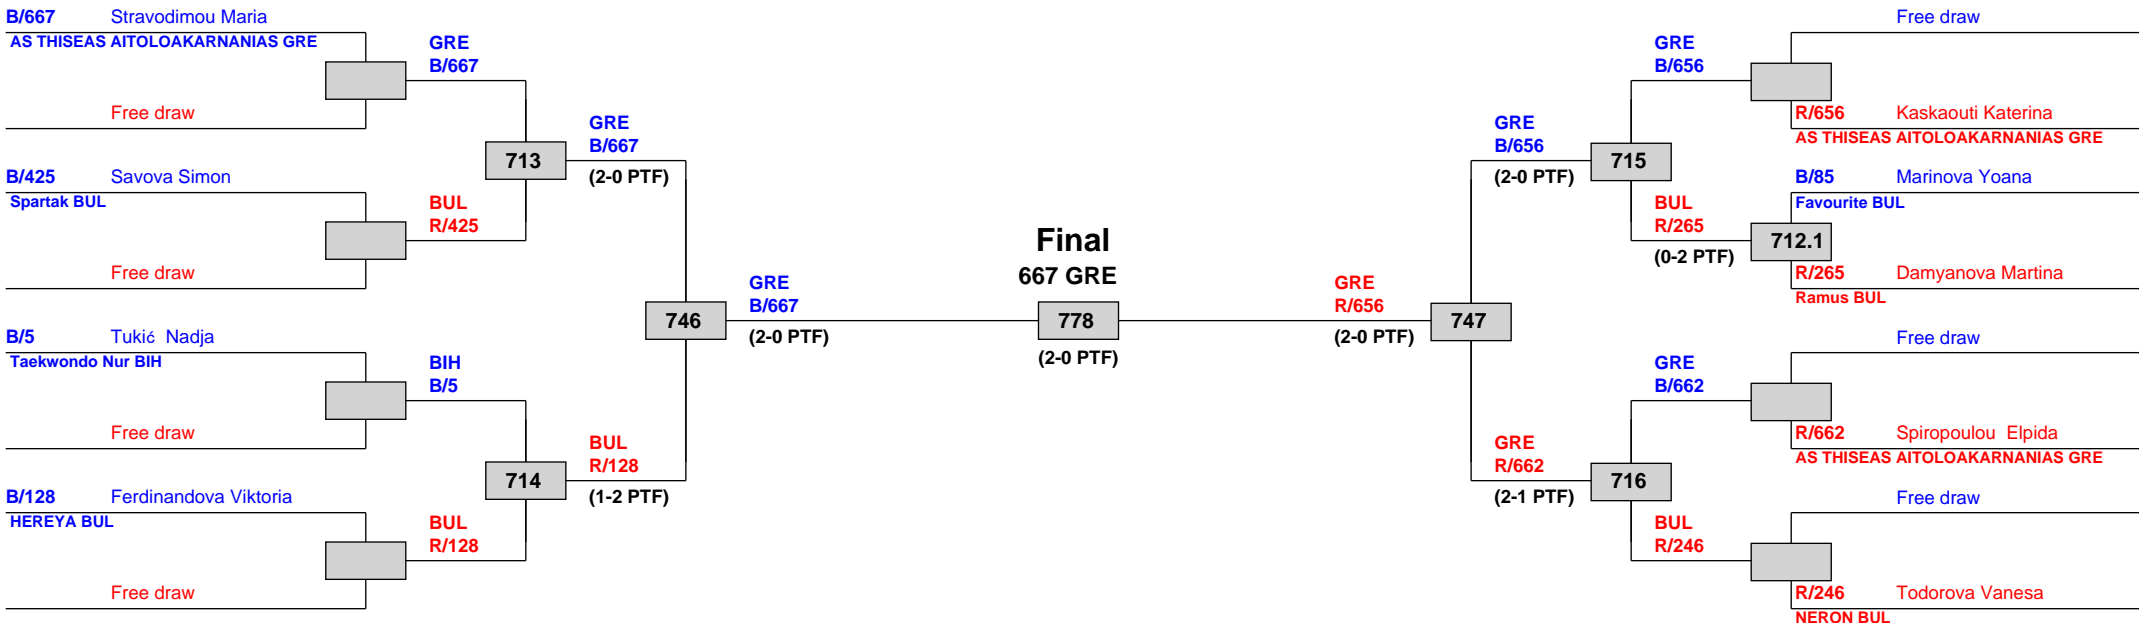 B/667 Stravodimou Maria
AS THISEAS AITOLOAKARNANIAS GRE
GRE
B/667
Free draw
GRE
B/667
713
(2-0 PTF)
B/425 Savova Simon
Spartak BUL
BUL
R/425
Free draw
GRE
B/667
746
(2-0 PTF)
B/5 Tukić Nadja
Taekwondo Nur BIH
BIH
B/5
Free draw
BUL
R/128
714
(1-2 PTF)
B/128 Ferdinandova Viktoria
HEREYA BUL
BUL
R/128
Free draw
Final
667 GRE
778
(2-0 PTF)
GRE
R/656
747
(2-0 PTF)
Free draw
GRE
B/656
R/656 Kaskaouti Katerina
AS THISEAS AITOLOAKARNANIAS GRE
GRE
B/656
715
(2-0 PTF)
B/85 Marinova Yoana
Favourite BUL
BUL
R/265
712.1
(0-2 PTF)
R/265 Damyanova Martina
Ramus BUL
Free draw
GRE
B/662
R/662 Spiropoulou Elpida
AS THISEAS AITOLOAKARNANIAS GRE
GRE
R/662
716
(2-1 PTF)
Free draw
BUL
R/246
R/246 Todorova Vanesa
NERON BUL